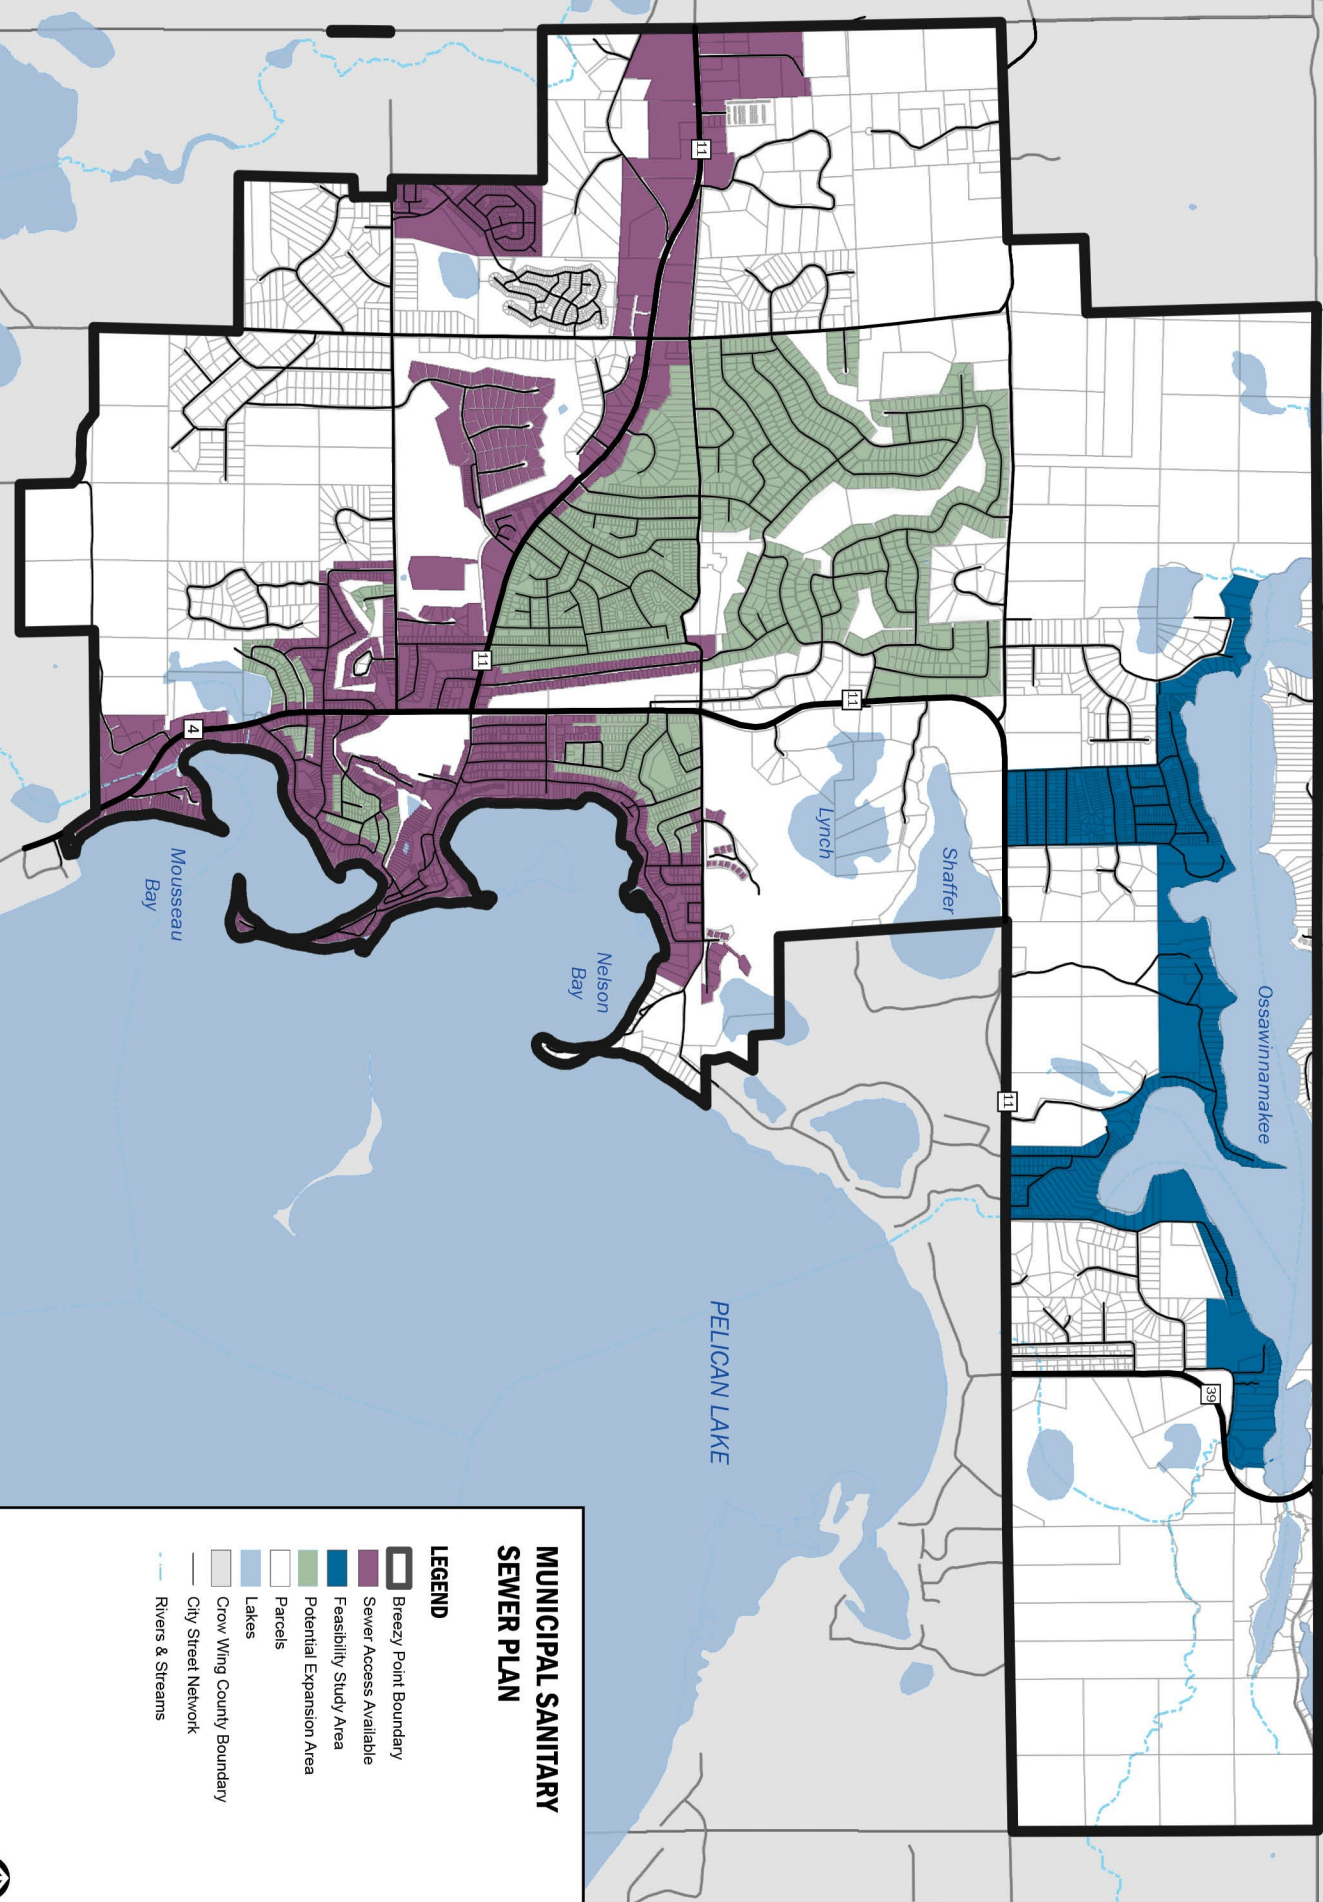 MUNICIPAL SANITARY
SEWER PLAN
LEGEND
Breezy Point Boundary
Sewer Access Available
Feasibility Study Area
Potential Expansion Area
Parcels
Lakes
Crow Wing County Boundary
City Street Network
Rivers & Streams
Ossawinnamakee
39
11
Shaffer
Lynch
11
PELICAN LAKE
11
Nelson
Bay
11
4
Mousseau
Bay